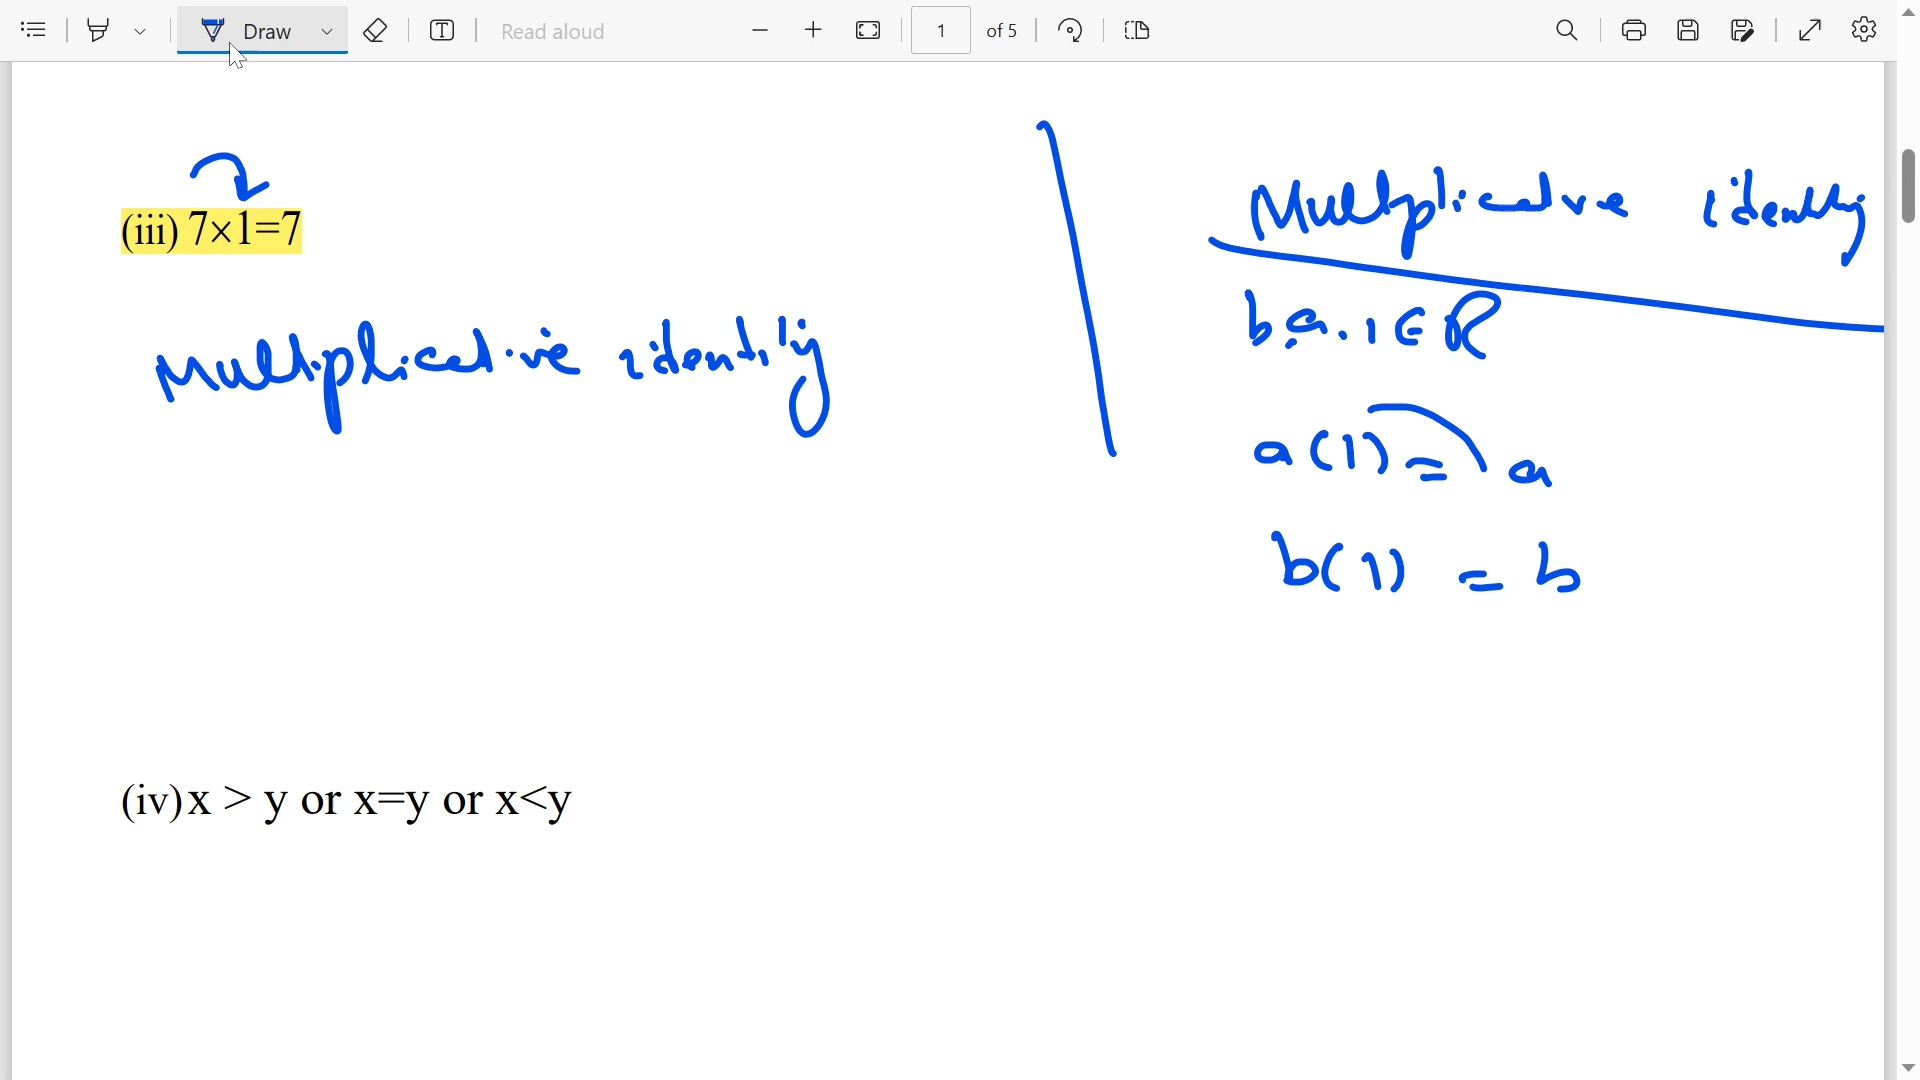 Draw
Read aloud
1 of 5
(iii) 7×1=7
Multiplicative identity
Multiplicative identity
b, a, 1 ∈ R
a(1) = a
b(1) = b
(iv) x > y or x=y or x<y